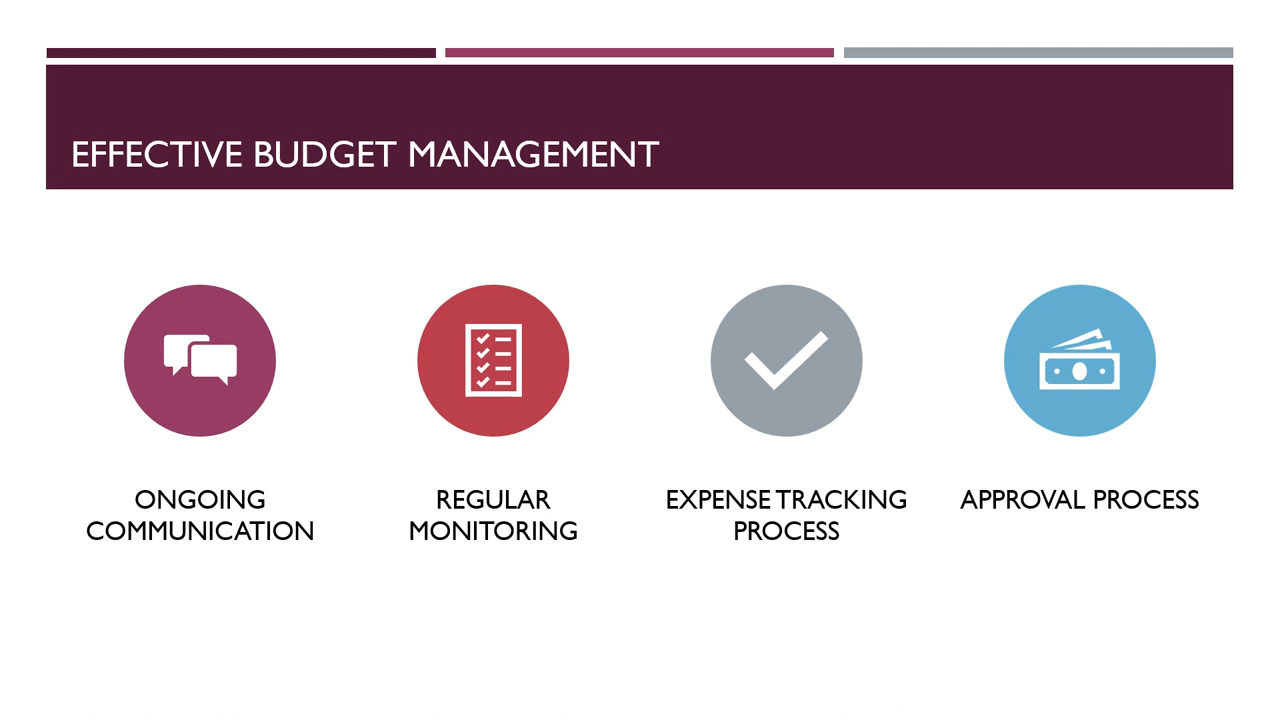 EFFECTIVE BUDGET MANAGEMENT
ONGOING
COMMUNICATION
REGULAR
MONITORING
EXPENSE TRACKING
PROCESS
APPROVAL PROCESS